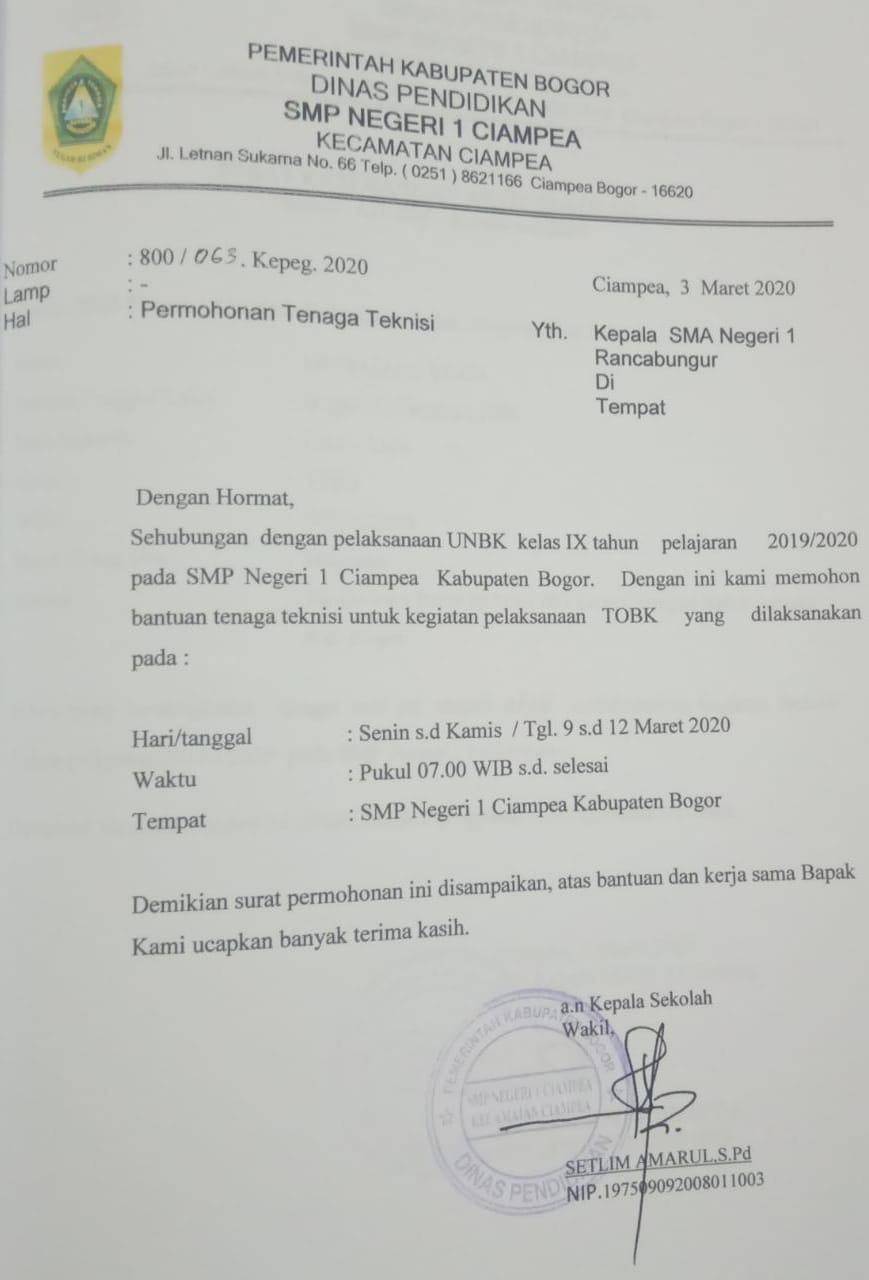 PEMERINTAH KABUPATEN BOGOR
DINAS PENDIDIKAN
SMP NEGERI 1 CIAMPEA
KECAMATAN CIAMPEA
Jl. Letnan Sukarna No. 66 Telp. ( 0251 ) 8621166 Ciampea Bogor - 16620
Nomor : 800 / 063 . Kepeg. 2020
Lamp : -
Hal : Permohonan Tenaga Teknisi
Ciampea, 3 Maret 2020
Yth. Kepala SMA Negeri 1
Rancabungur
Di
Tempat
Dengan Hormat,
Sehubungan dengan pelaksanaan UNBK kelas IX tahun pelajaran 2019/2020
pada SMP Negeri 1 Ciampea Kabupaten Bogor. Dengan ini kami memohon
bantuan tenaga teknisi untuk kegiatan pelaksanaan TOBK yang dilaksanakan
pada :
Hari/tanggal : Senin s.d Kamis / Tgl. 9 s.d 12 Maret 2020
Waktu : Pukul 07.00 WIB s.d. selesai
Tempat : SMP Negeri 1 Ciampea Kabupaten Bogor
Demikian surat permohonan ini disampaikan, atas bantuan dan kerja sama Bapak
Kami ucapkan banyak terima kasih.
a.n Kepala Sekolah
Wakil,
PEMERINTAH KABUPATEN BOGOR
SMP NEGERI 1 CIAMPEA
KECAMATAN CIAMPEA
DINAS PENDIDIKAN
SETLIM AMARUL,S.Pd
NIP.197509092008011003